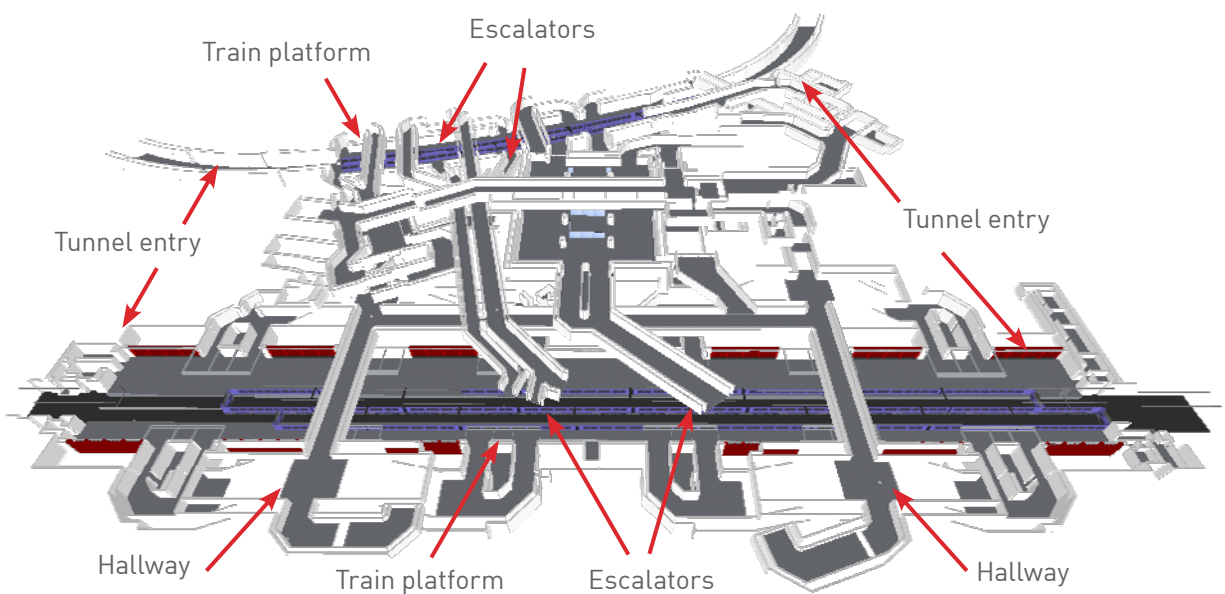 Escalators
Train platform
Tunnel entry
Tunnel entry
Hallway
Train platform
Escalators
Hallway